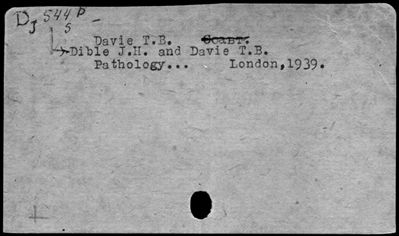 DJ 544 P
5
Davie T.B.
Dible J.H. and Davie T.B.
Pathology... London,1939.